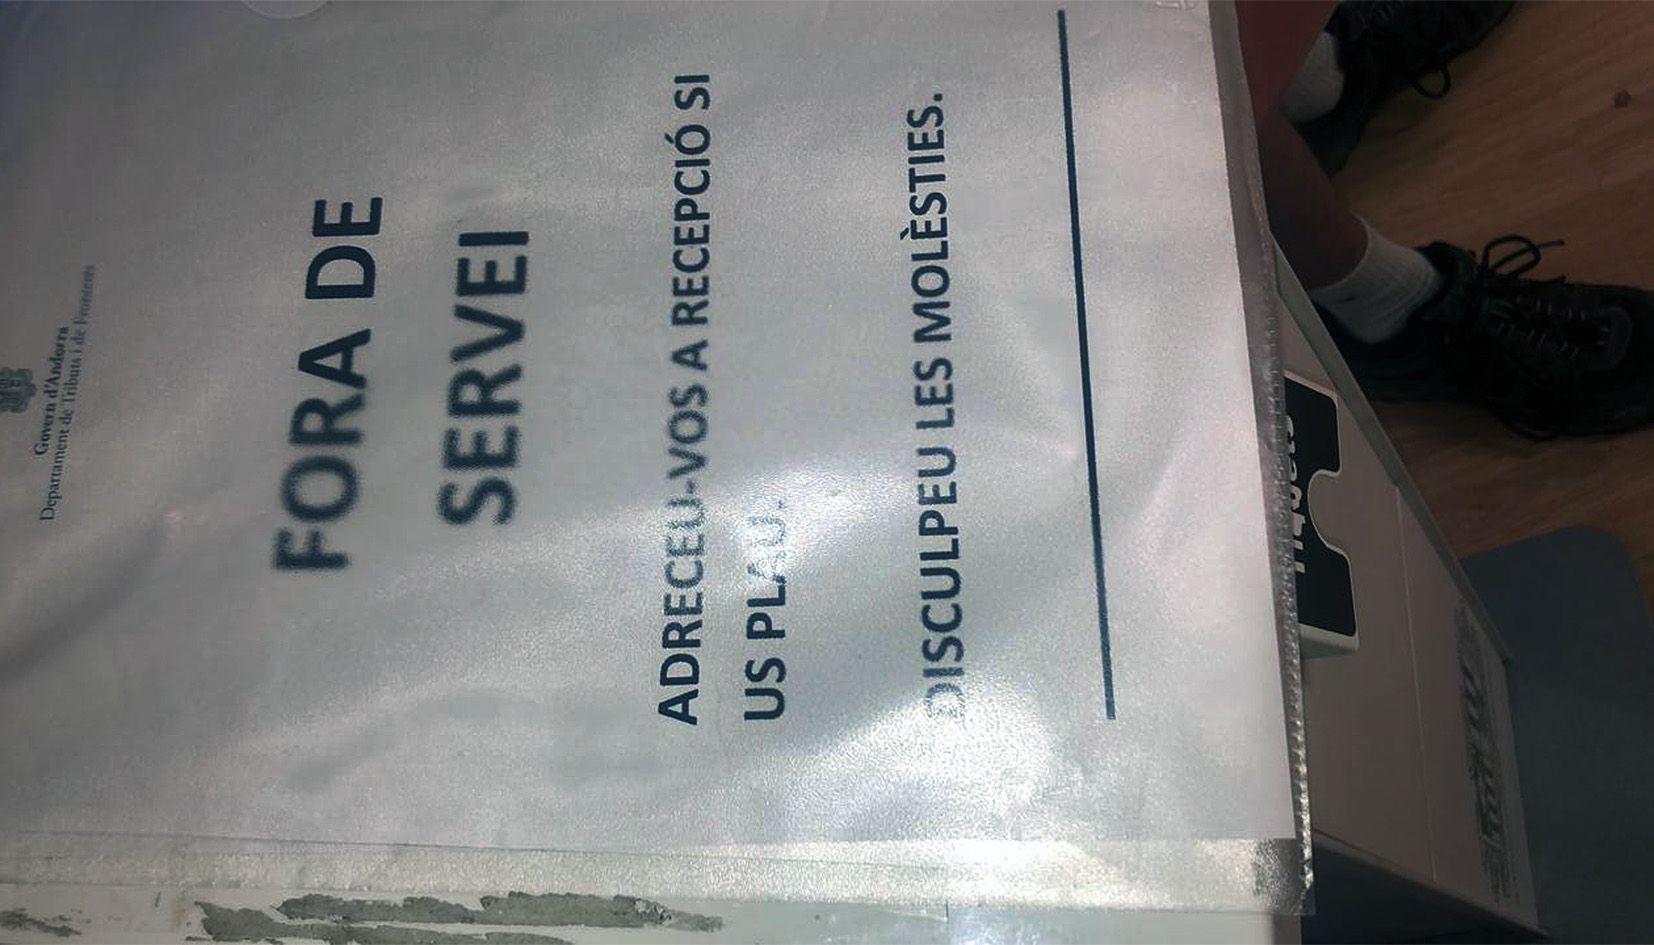 Govern d'Andorra
Departament de Tributs i de Fronteres
FORA DE
SERVEI
ADRECEU-VOS A RECEPCIÓ SI
US PLAU.
DISCULPEU LES MOLÈSTIES.